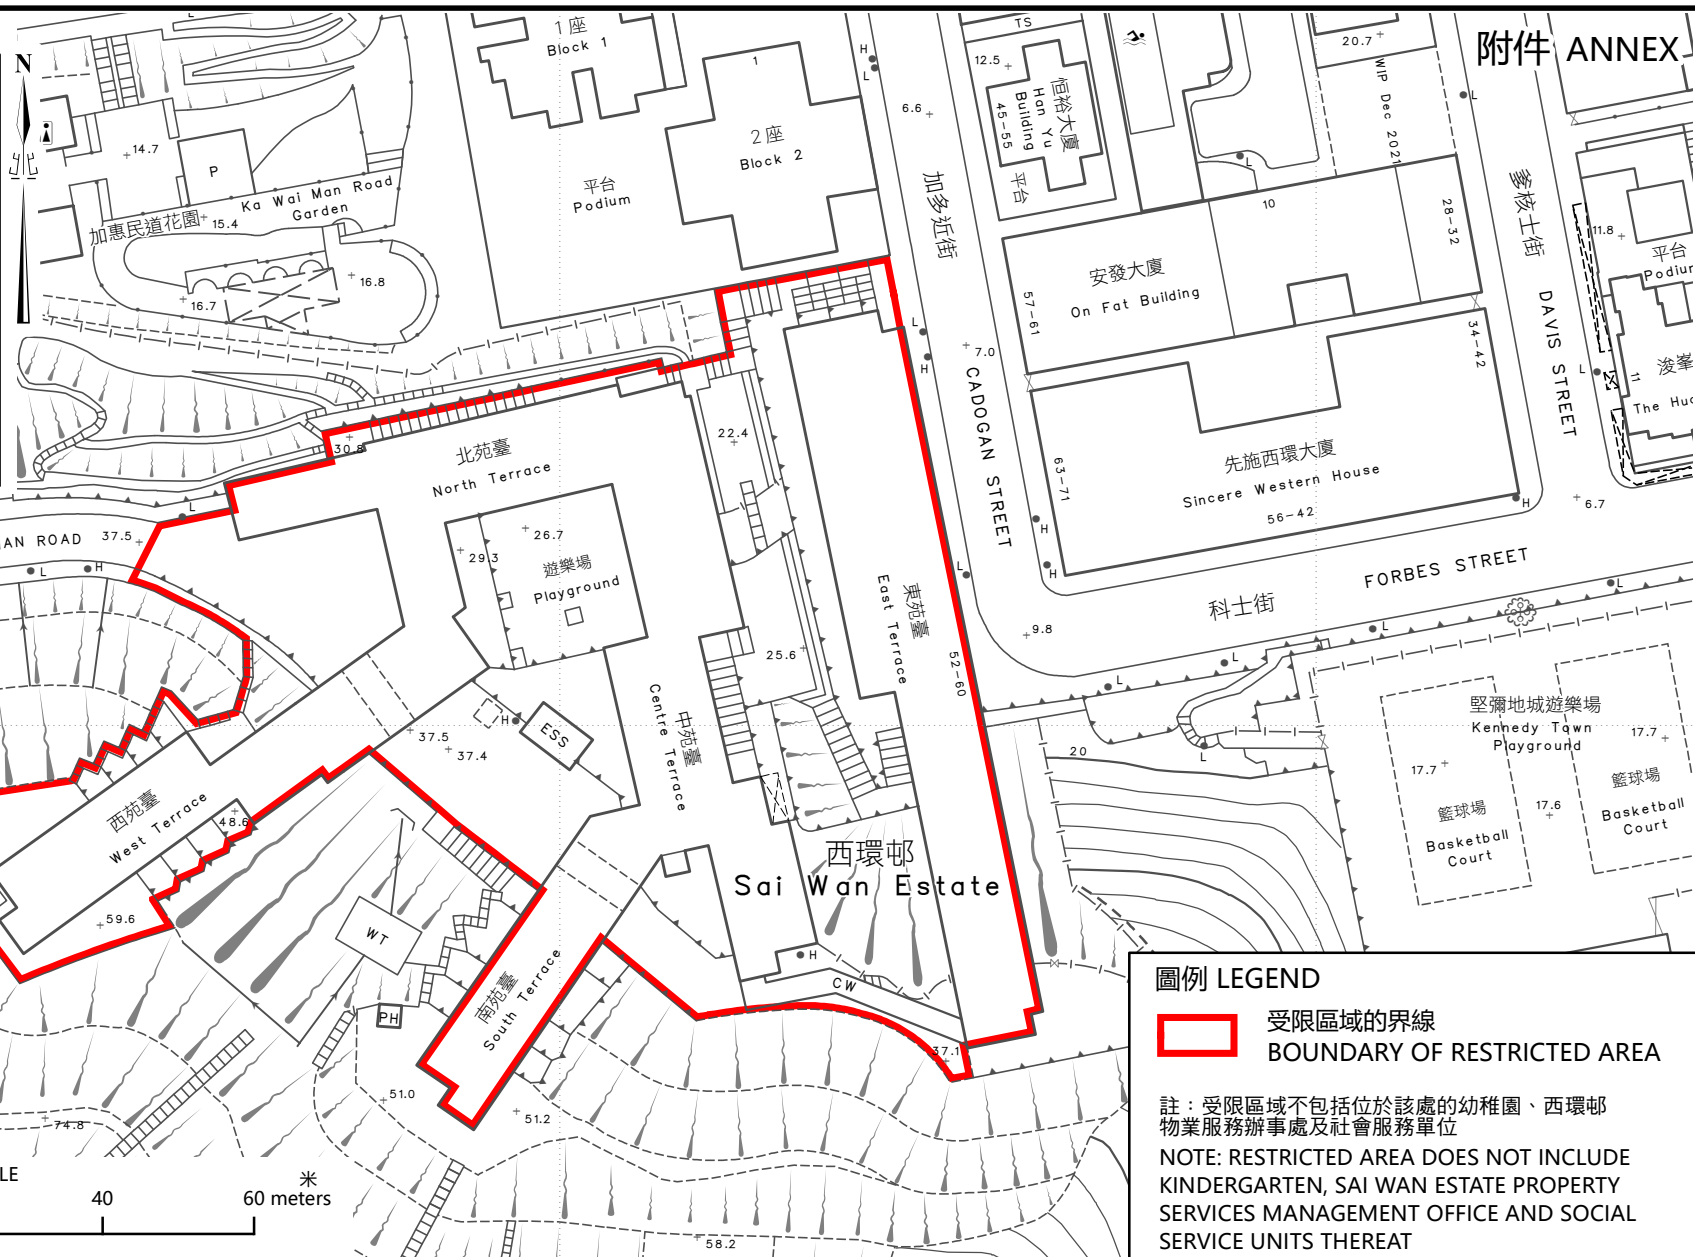 附件 ANNEX
N
1座
Block 1
1
2座
Block 2
平台
Podium
H
L
6.6
TS
12.5
恒裕大廈
Han Yu
Building
45-55
平台
20.7
WIP Dec 2021
L
L
14.7
P
Ka Wai Man Road
Garden
加惠民道花園
15.4
16.7
16.8
加多近街
CADOGAN STREET
10
28-32
安發大廈
On Fat Building
57-61
34-42
爹核士街
DAVIS STREET
11.8
平台
L
11
浚峯
L
H
7.0
先施西環大廈
Sincere Western House
63-71
56-42
H
6.7
H
H
L
FORBES STREET
科士街
L
L
9.8
L
L
30.8
北苑臺
North Terrace
22.4
L
AN ROAD
37.5
L
H
26.7
29.3
遊樂場
Playground
25.6
東苑臺
East Terrace
52-60
中苑臺
Centre Terrace
H
ESS
37.5
37.4
西苑臺
West Terrace
48.6
59.6
WT
PH
南苑臺
South Terrace
西環邨
Sai Wan Estate
H
CW
37.1
51.0
51.2
74.8
58.2
20
L
堅彌地城遊樂場
Kennedy Town
Playground
17.7
17.7
17.6
籃球場
Basketball
Court
籃球場
Basketball
Court
米
40
60 meters
圖例 LEGEND
受限區域的界線
BOUNDARY OF RESTRICTED AREA
註：受限區域不包括位於該處的幼稚園、西環邨
物業服務辦事處及社會服務單位
NOTE: RESTRICTED AREA DOES NOT INCLUDE
KINDERGARTEN, SAI WAN ESTATE PROPERTY
SERVICES MANAGEMENT OFFICE AND SOCIAL
SERVICE UNITS THEREAT